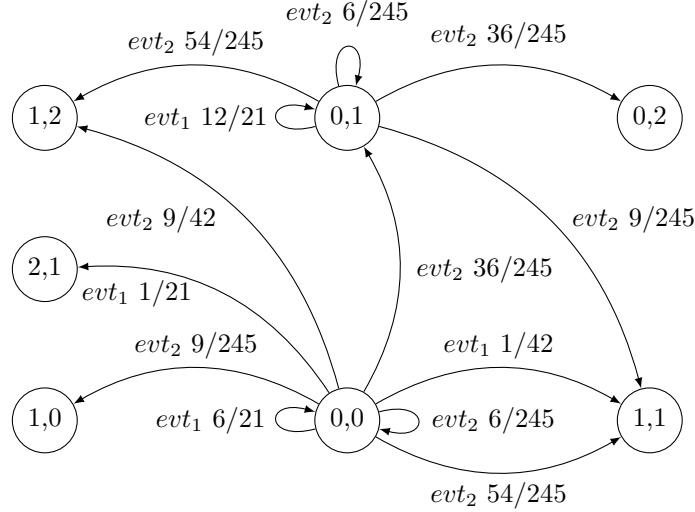 evt₂ 6/245
evt₂ 54/245
evt₂ 36/245
1,2
evt₁ 12/21
0,1
0,2
evt₂ 9/42
evt₂ 9/245
2,1
evt₁ 1/21
evt₂ 36/245
evt₂ 9/245
evt₁ 1/42
1,0
evt₁ 6/21
0,0
evt₂ 6/245
1,1
evt₂ 54/245